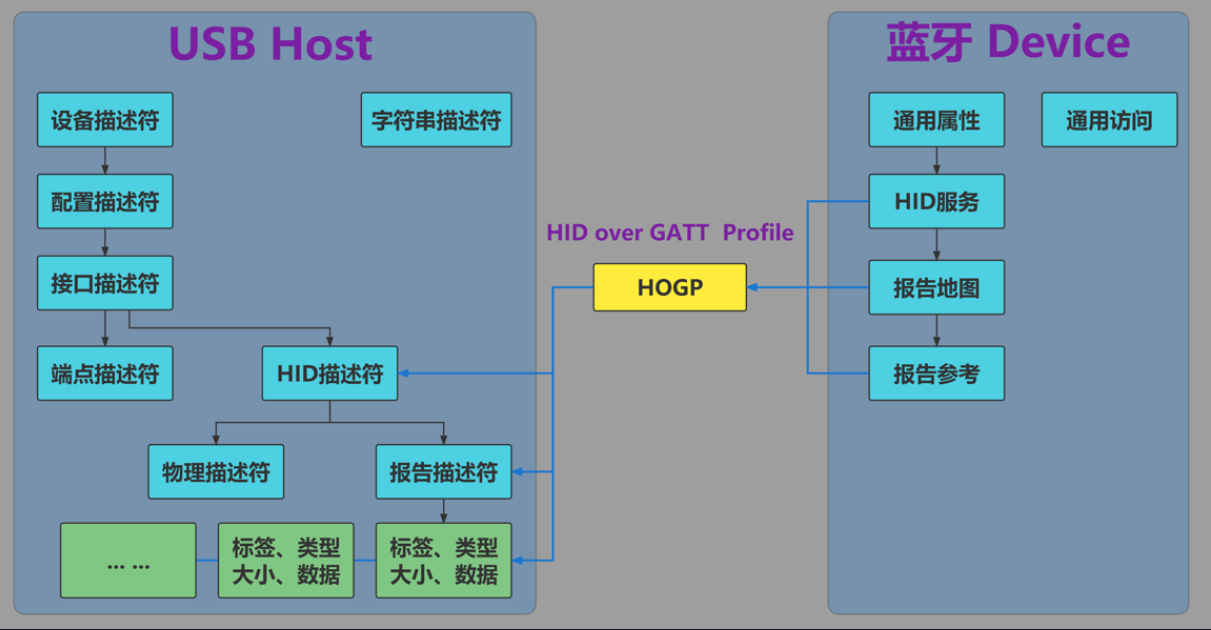 USB Host
设备描述符
字符串描述符
配置描述符
接口描述符
端点描述符
HID描述符
物理描述符
报告描述符
... ...
标签、类型
大小、数据
标签、类型
大小、数据
HID over GATT Profile
HOGP
蓝牙 Device
通用属性
通用访问
HID服务
报告地图
报告参考